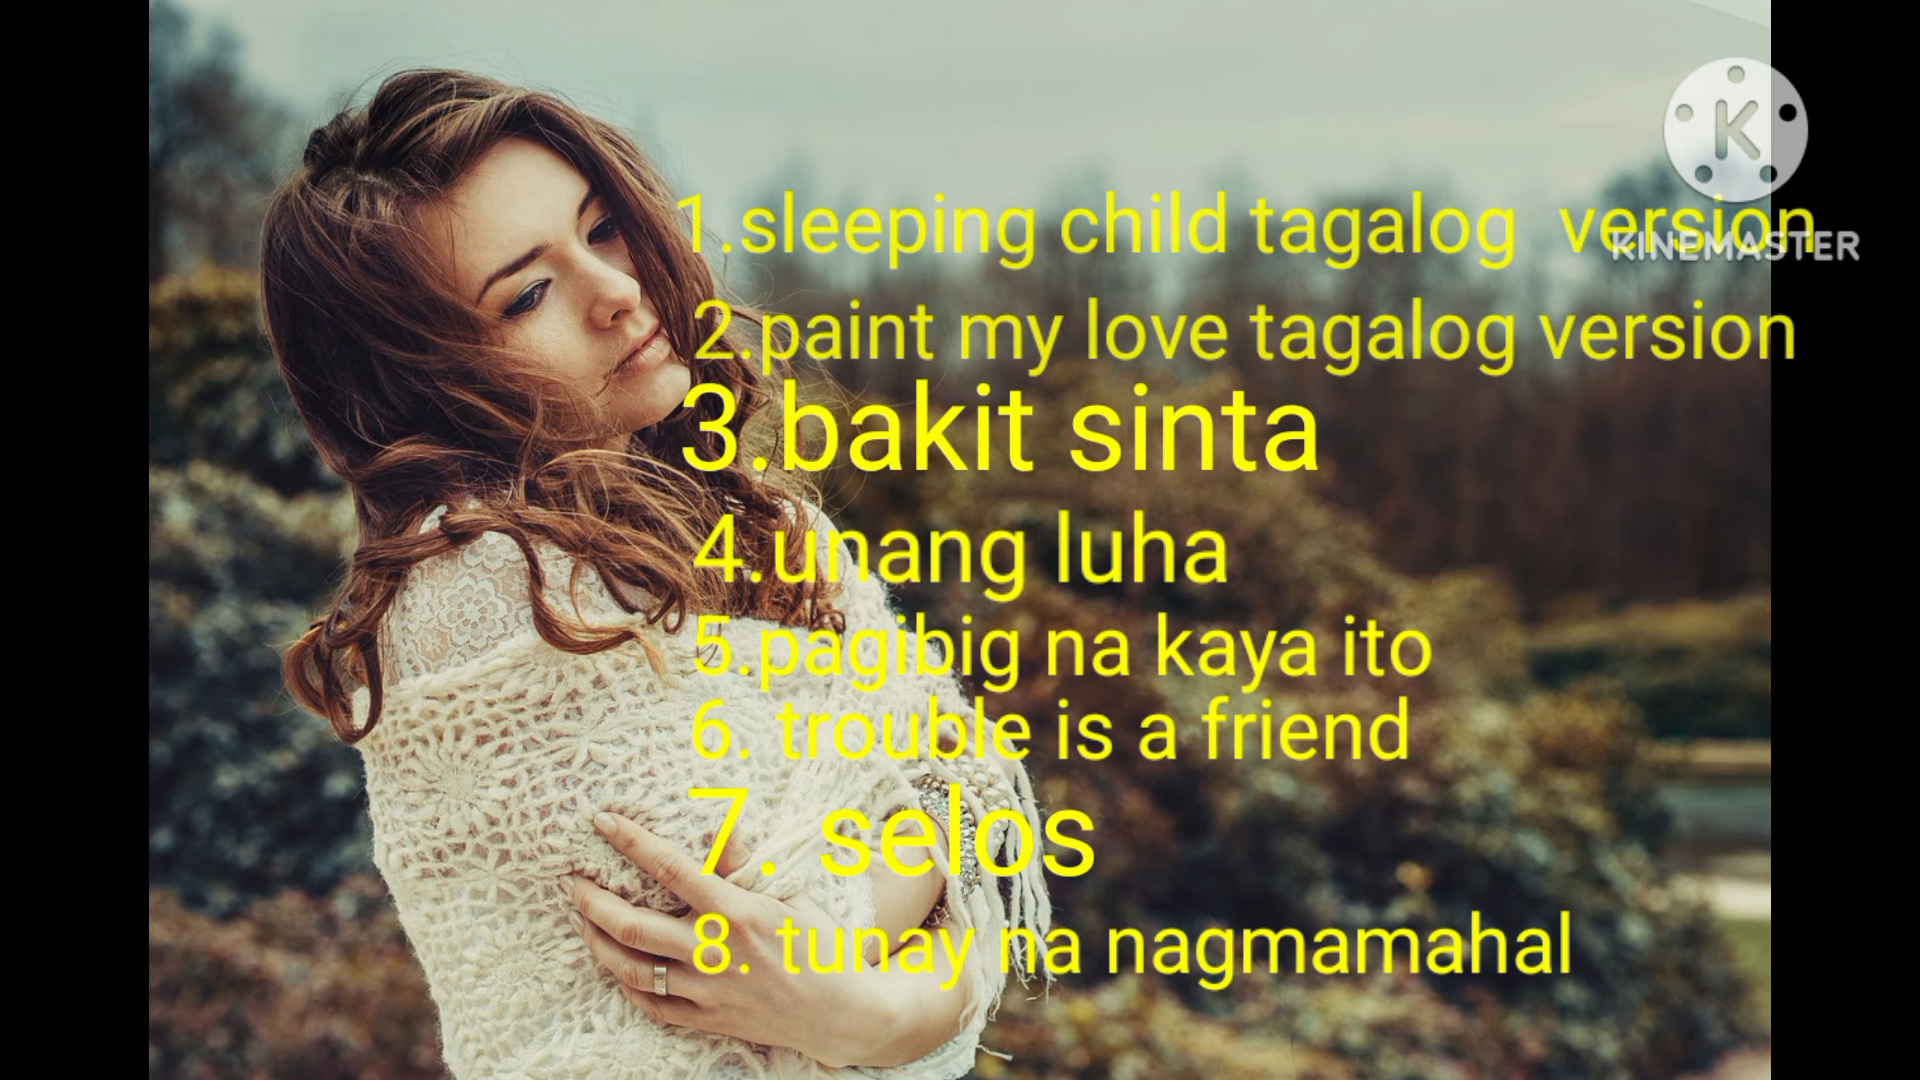 K
KINEMASTER
1.sleeping child tagalog version
2.paint my love tagalog version
3.bakit sinta
4.unang luha
5.pagibig na kaya ito
6. trouble is a friend
7. selos
8. tunay na nagmamahal